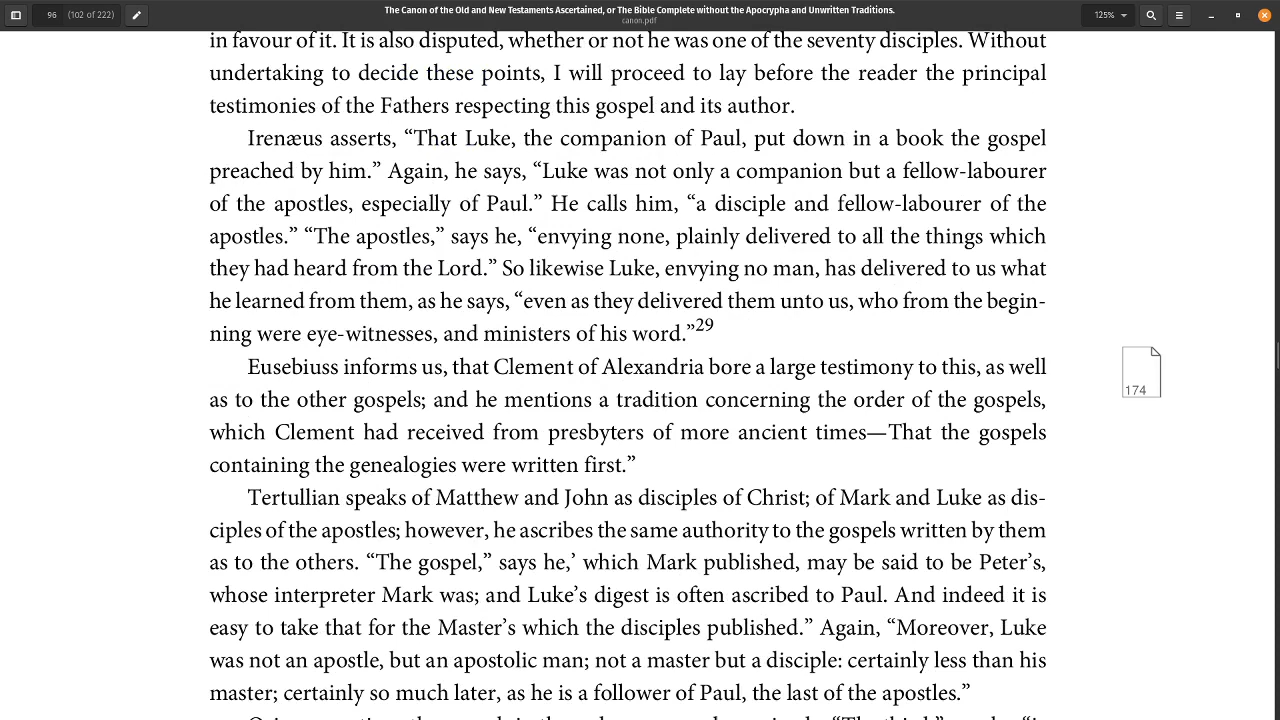 96 (102 of 222)
The Canon of the Old and New Testaments Ascertained, or The Bible Complete without the Apocrypha and Unwritten Traditions.
canon.pdf
125%
in favour of it. It is also disputed, whether or not he was one of the seventy disciples. Without
undertaking to decide these points, I will proceed to lay before the reader the principal
testimonies of the Fathers respecting this gospel and its author.
Irenæus asserts, “That Luke, the companion of Paul, put down in a book the gospel
preached by him.” Again, he says, “Luke was not only a companion but a fellow-labourer
of the apostles, especially of Paul.” He calls him, “a disciple and fellow-labourer of the
apostles.” “The apostles,” says he, “envying none, plainly delivered to all the things which
they had heard from the Lord.” So likewise Luke, envying no man, has delivered to us what
he learned from them, as he says, “even as they delivered them unto us, who from the begin-
ning were eye-witnesses, and ministers of his word.”29
Eusebiuss informs us, that Clement of Alexandria bore a large testimony to this, as well
as to the other gospels; and he mentions a tradition concerning the order of the gospels,
which Clement had received from presbyters of more ancient times—That the gospels
containing the genealogies were written first.”
174
Tertullian speaks of Matthew and John as disciples of Christ; of Mark and Luke as dis-
ciples of the apostles; however, he ascribes the same authority to the gospels written by them
as to the others. “The gospel,” says he,’ which Mark published, may be said to be Peter’s,
whose interpreter Mark was; and Luke’s digest is often ascribed to Paul. And indeed it is
easy to take that for the Master’s which the disciples published.” Again, “Moreover, Luke
was not an apostle, but an apostolic man; not a master but a disciple: certainly less than his
master; certainly so much later, as he is a follower of Paul, the last of the apostles.”